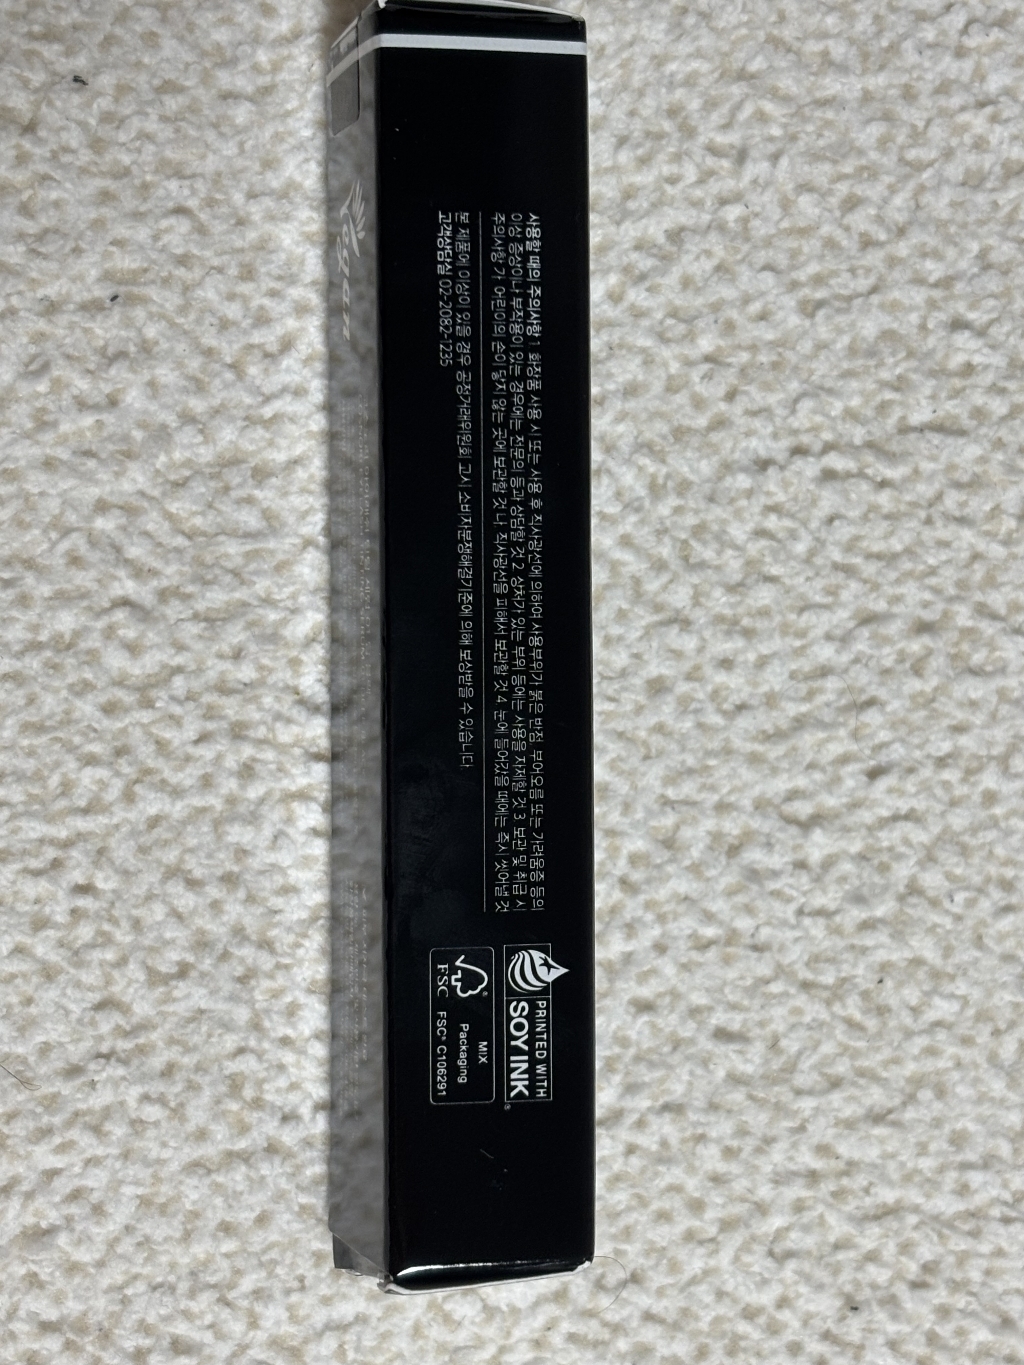 사용할 때의 주의사항 1. 화장품 사용 시 또는 사용 후 직사광선에 의하여 사용부위가 붉은 반점, 부어오름 또는 가려움증 등의
이상 증상이나 부작용이 있는 경우에는 전문의 등과 상담할 것 2. 상처가 있는 부위 등에는 사용을 자제할 것 3. 보관 및 취급 시
주의사항 가. 어린이의 손이 닿지 않는 곳에 보관할 것 나. 직사광선을 피해서 보관할 것 4. 눈에 들어갔을 때에는 즉시 씻어낼 것
본 제품에 이상이 있을 경우 공정거래위원회 고시 소비자분쟁해결기준에 의해 보상받을 수 있습니다.
고객상담실 02-2082-1235
PRINTED WITH
SOY INK®
MIX
Packaging
FSC® FSC® C106291
Vegan